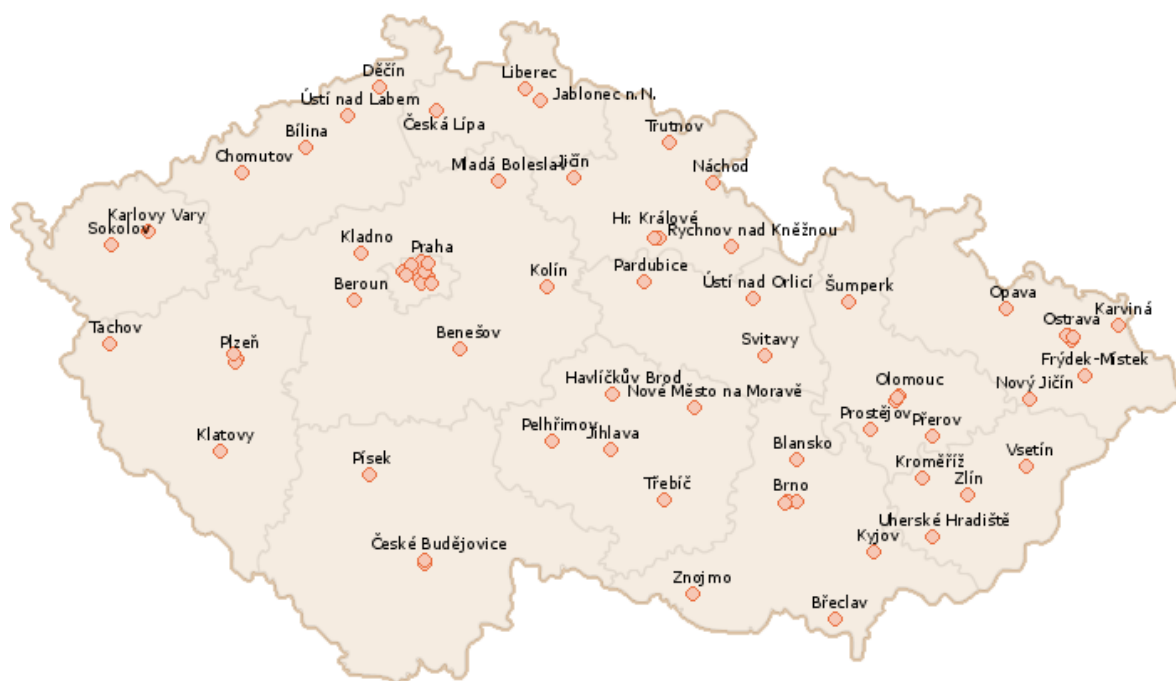 Děčín
Liberec
Ústí nad Labem
Jablonec n. N.
Česká Lípa
Trutnov
Bílina
Chomutov
Mladá Boleslav
Jičín
Náchod
Karlovy Vary
Sokolov
Hr. Králové
Rychnov nad Kněžnou
Kladno
Praha
Pardubice
Kolín
Beroun
Ústí nad Orlicí
Šumperk
Opava
Karviná
Ostrava
Tachov
Plzeň
Benešov
Svitavy
Frýdek-Místek
Havlíčkův Brod
Nové Město na Moravě
Olomouc
Nový Jičín
Prostějov
Přerov
Pelhřimov
Jihlava
Klatovy
Blansko
Vsetín
Písek
Kroměříž
Třebíč
Brno
Zlín
Uherské Hradiště
České Budějovice
Kyjov
Znojmo
Břeclav